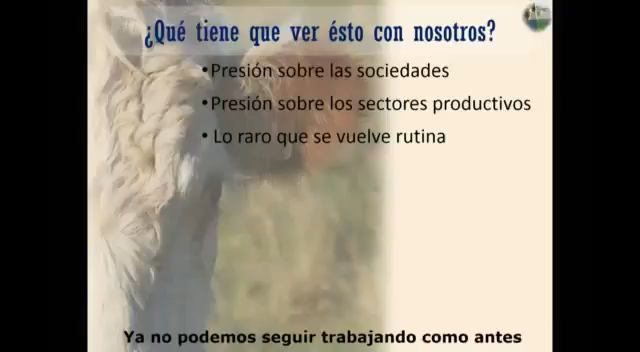 ¿Qué tiene que ver ésto con nosotros?
• Presión sobre las sociedades
• Presión sobre los sectores productivos
• Lo raro que se vuelve rutina
Ya no podemos seguir trabajando como antes